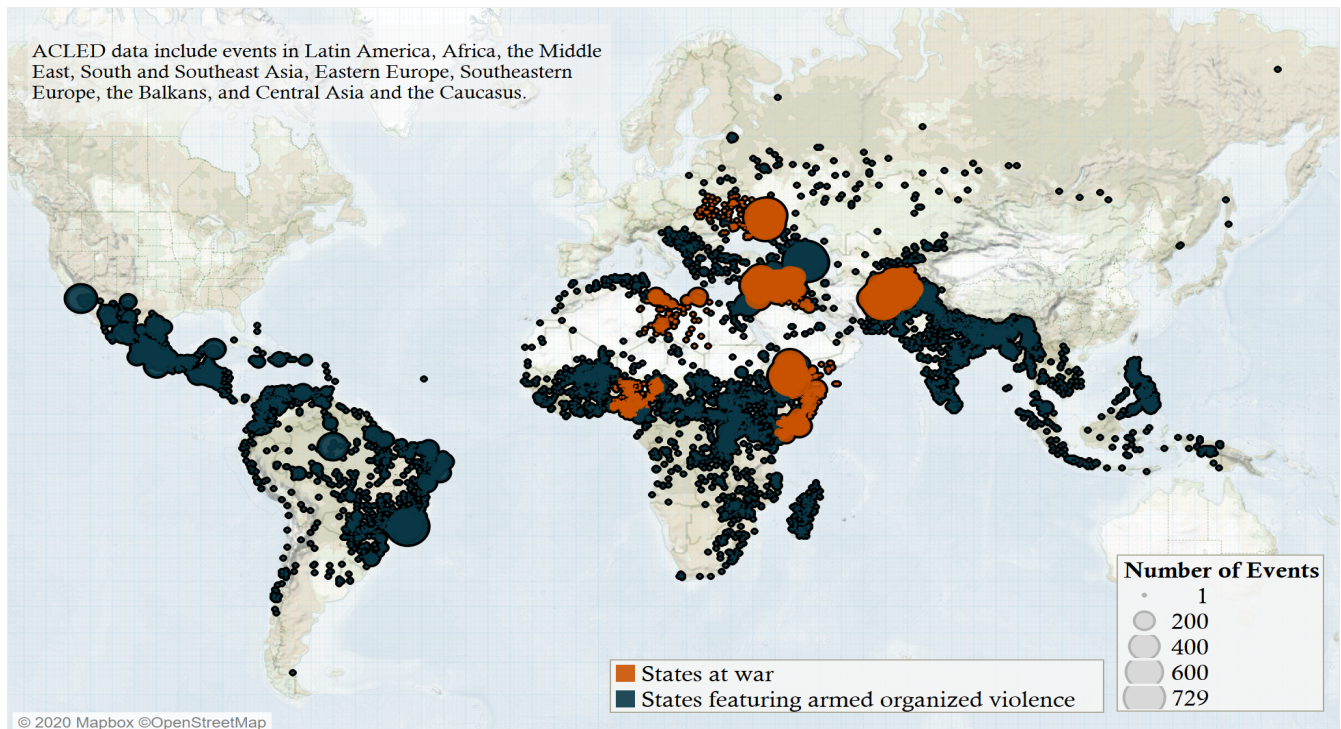 ACLED data include events in Latin America, Africa, the Middle
East, South and Southeast Asia, Eastern Europe, Southeastern
Europe, the Balkans, and Central Asia and the Caucasus.
Number of Events
1
200
400
600
729
States at war
States featuring armed organized violence
© 2020 Mapbox ©OpenStreetMap